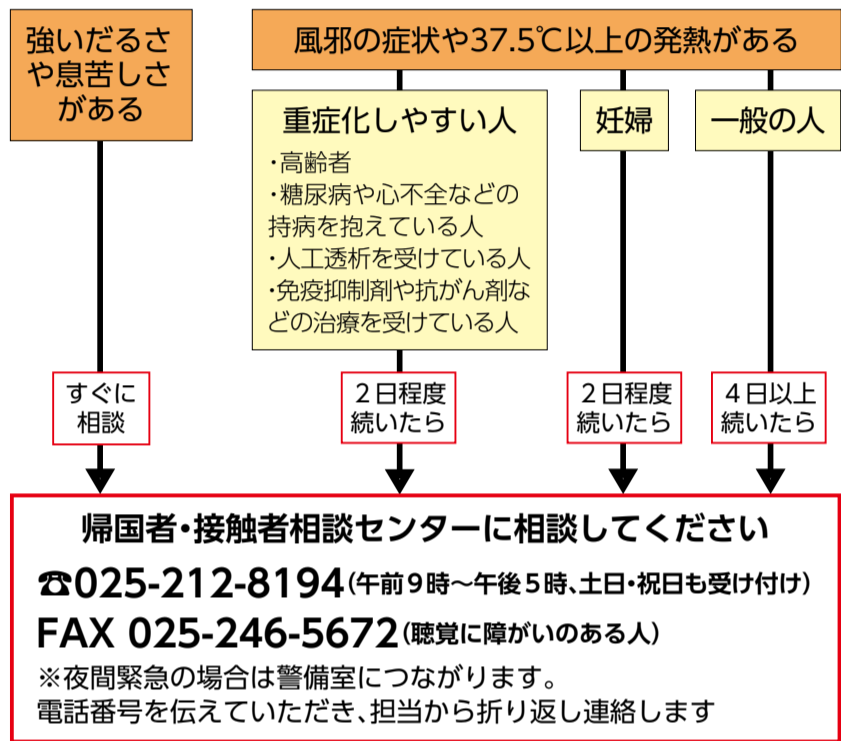 強いだるさ
や息苦しさ
がある
風邪の症状や37.5℃以上の発熱がある
重症化しやすい人
・高齢者
・糖尿病や心不全などの
持病を抱えている人
・人工透析を受けている人
・免疫抑制剤や抗がん剤な
どの治療を受けている人
妊婦
一般の人
すぐに
相談
２日程度
続いたら
２日程度
続いたら
４日以上
続いたら
帰国者・接触者相談センターに相談してください
☎025-212-8194（午前９時～午後５時、土日・祝日も受け付け）
FAX 025-246-5672（聴覚に障がいのある人）
※夜間緊急の場合は警備室につながります。
電話番号を伝えていただき、担当から折り返し連絡します